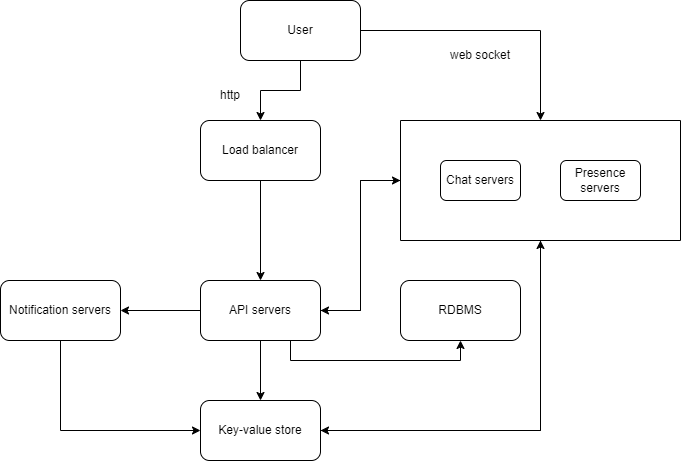 User
web socket
http
Load balancer
Chat servers
Presence
servers
Notification servers
API servers
RDBMS
Key-value store